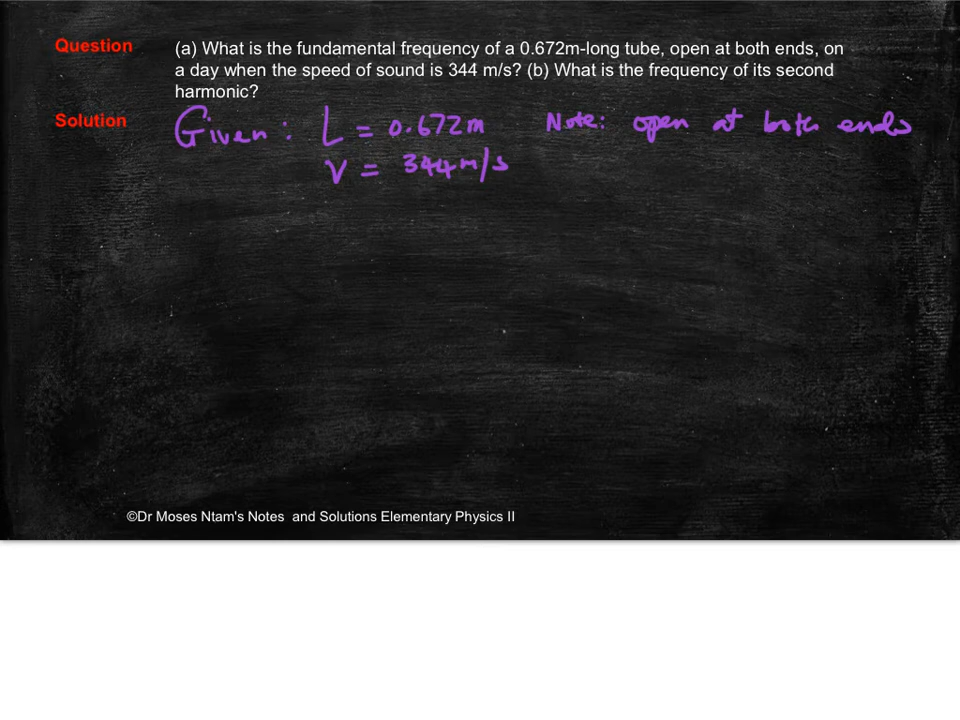 Question
(a) What is the fundamental frequency of a 0.672m-long tube, open at both ends, on
a day when the speed of sound is 344 m/s? (b) What is the frequency of its second
harmonic?
Solution
Given : L = 0.672m Note: open at both ends
V = 344m/s
©Dr Moses Ntam's Notes and Solutions Elementary Physics II